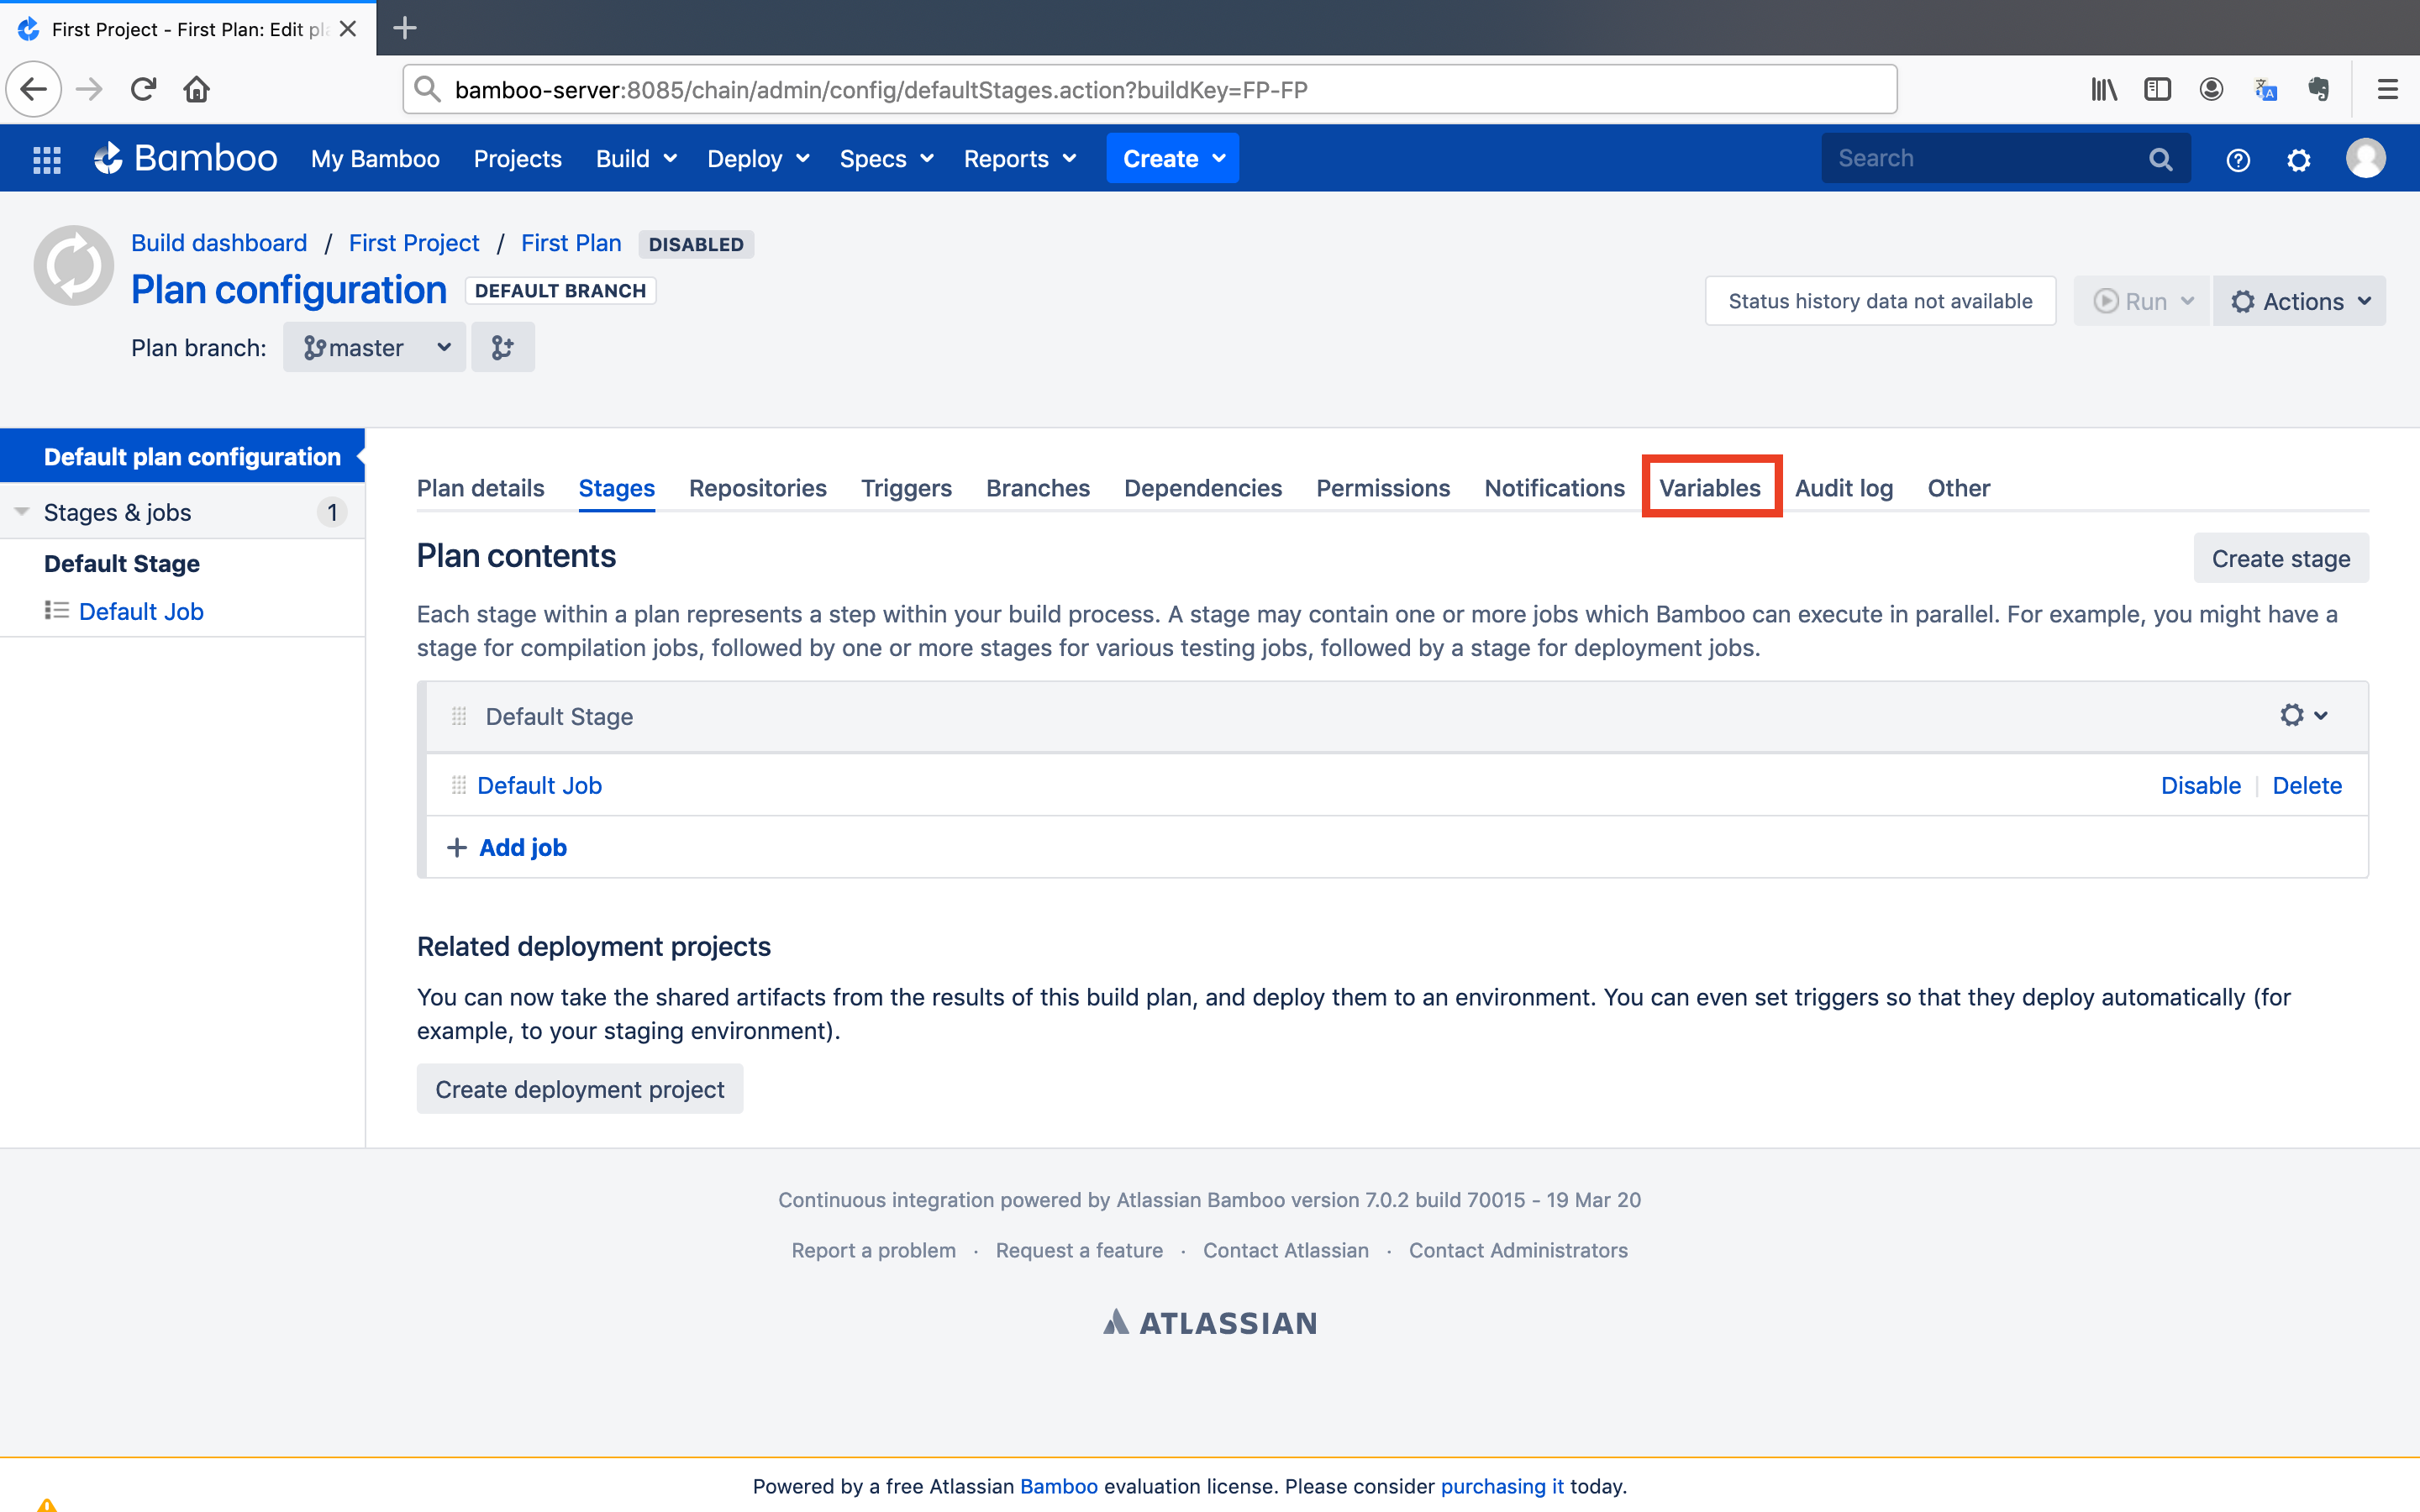 First Project - First Plan: Edit pla
bamboo-server:8085/chain/admin/config/defaultStages.action?buildKey=FP-FP
Bamboo My Bamboo Projects Build Deploy Specs Reports Create Search
Build dashboard / First Project / First Plan DISABLED
Plan configuration DEFAULT BRANCH
Status history data not available Run Actions
Plan branch: master
Default plan configuration
Stages & jobs 1
Default Stage
Default Job
Plan details Stages Repositories Triggers Branches Dependencies Permissions Notifications Variables Audit log Other
Plan contents
Create stage
Each stage within a plan represents a step within your build process. A stage may contain one or more jobs which Bamboo can execute in parallel. For example, you might have a
stage for compilation jobs, followed by one or more stages for various testing jobs, followed by a stage for deployment jobs.
Default Stage
Default Job Disable Delete
Add job
Related deployment projects
You can now take the shared artifacts from the results of this build plan, and deploy them to an environment. You can even set triggers so that they deploy automatically (for
example, to your staging environment).
Create deployment project
Continuous integration powered by Atlassian Bamboo version 7.0.2 build 70015 - 19 Mar 20
Report a problem · Request a feature · Contact Atlassian · Contact Administrators
ATLASSIAN
Powered by a free Atlassian Bamboo evaluation license. Please consider purchasing it today.